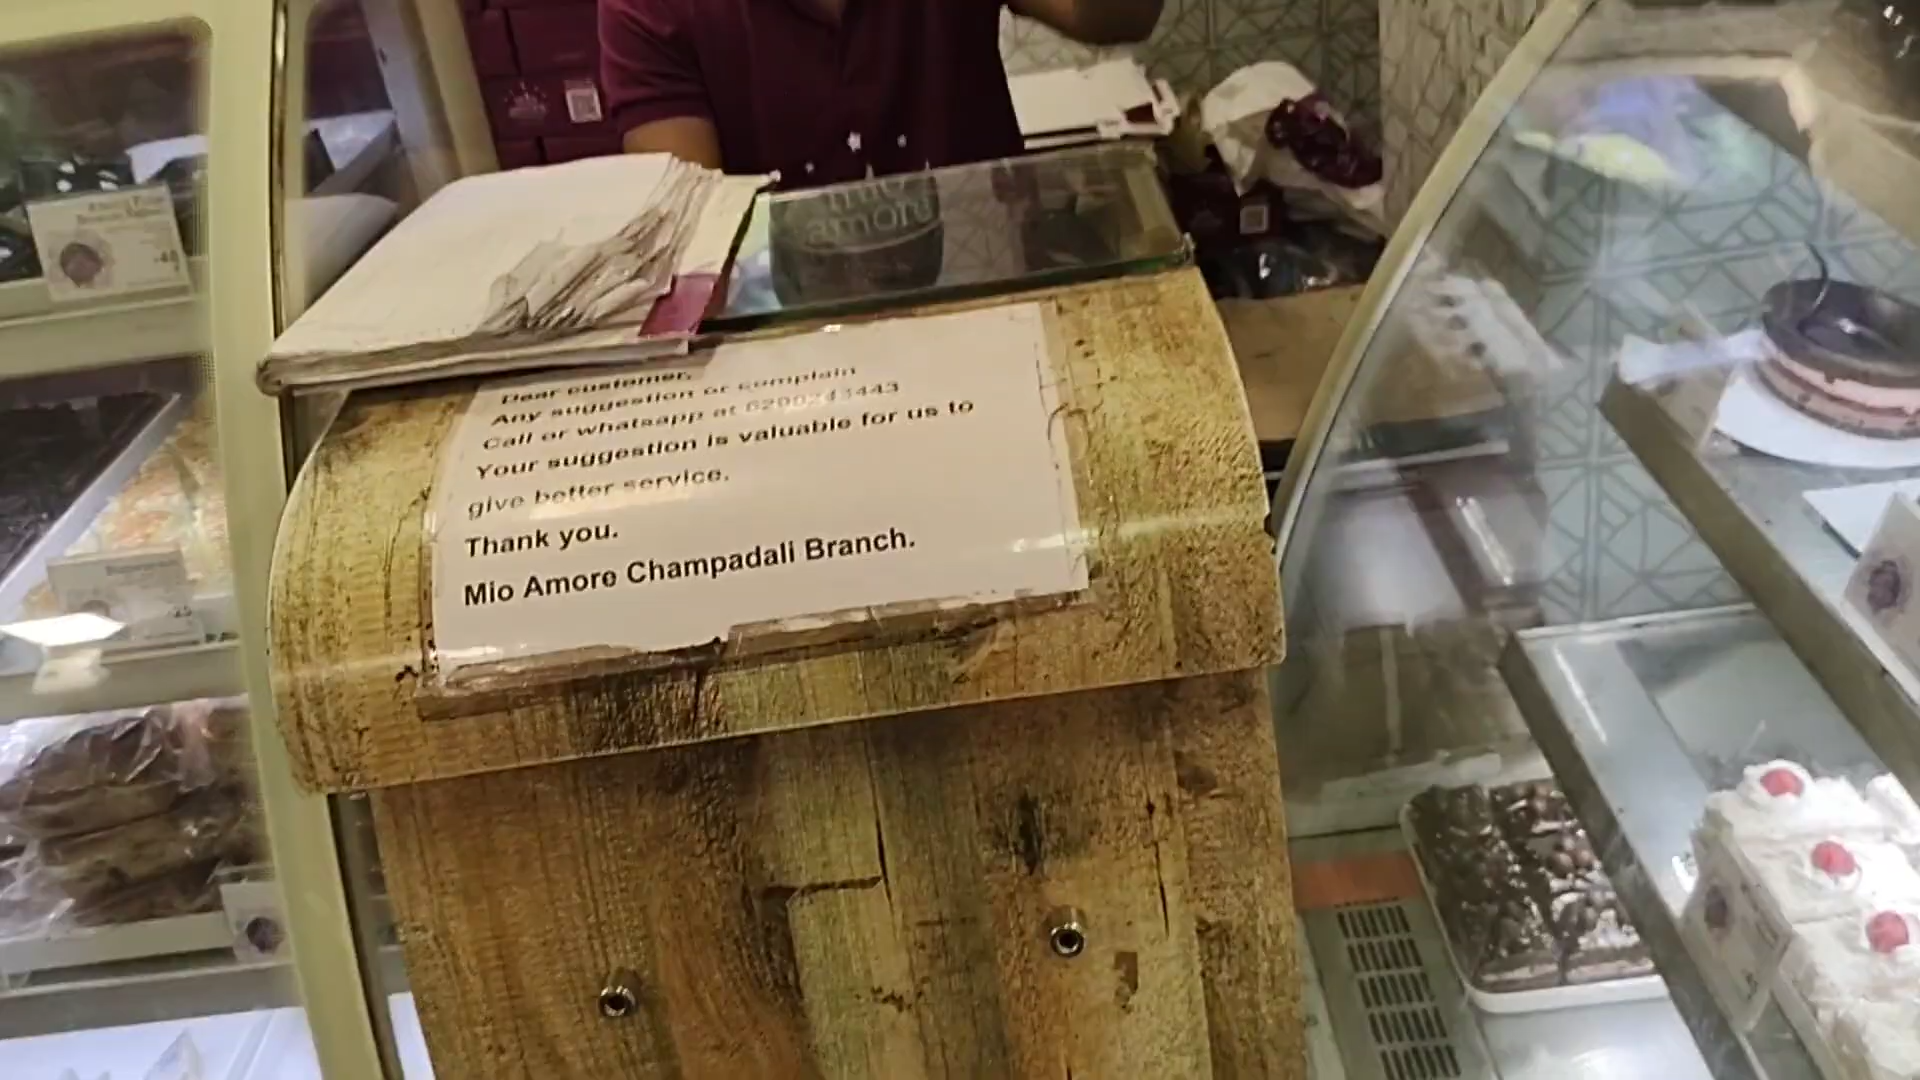 mio
amore
Dear customer,
Any suggestion or complain
Call or whatsapp at
Your suggestion is valuable for us to
give better service.
Thank you.
Mio Amore Champadali Branch.